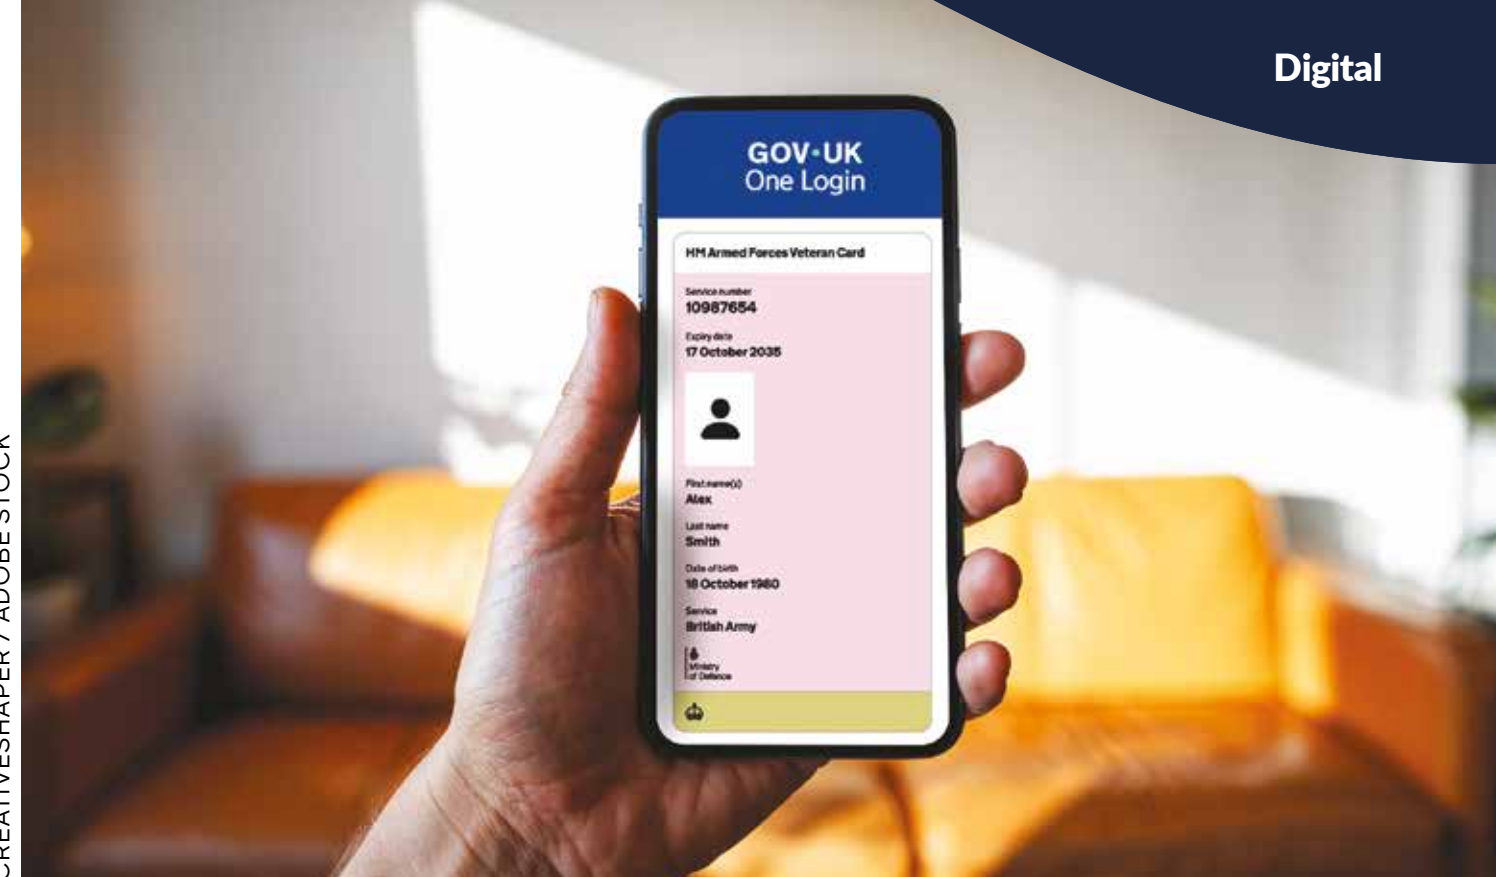 Digital
GOV·UK
One Login
HM Armed Forces Veteran Card
Service number
10987654
Expiry date
17 October 2035
First name(s)
Alex
Last name
Smith
Date of birth
18 October 1980
Service
British Army
Ministry
of Defence
CREATIVESHAPER / ADOBE STOCK